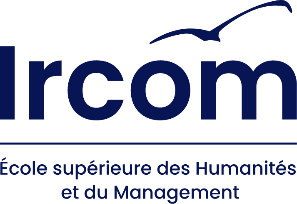 Ircom
École supérieure des Humanités
et du Management